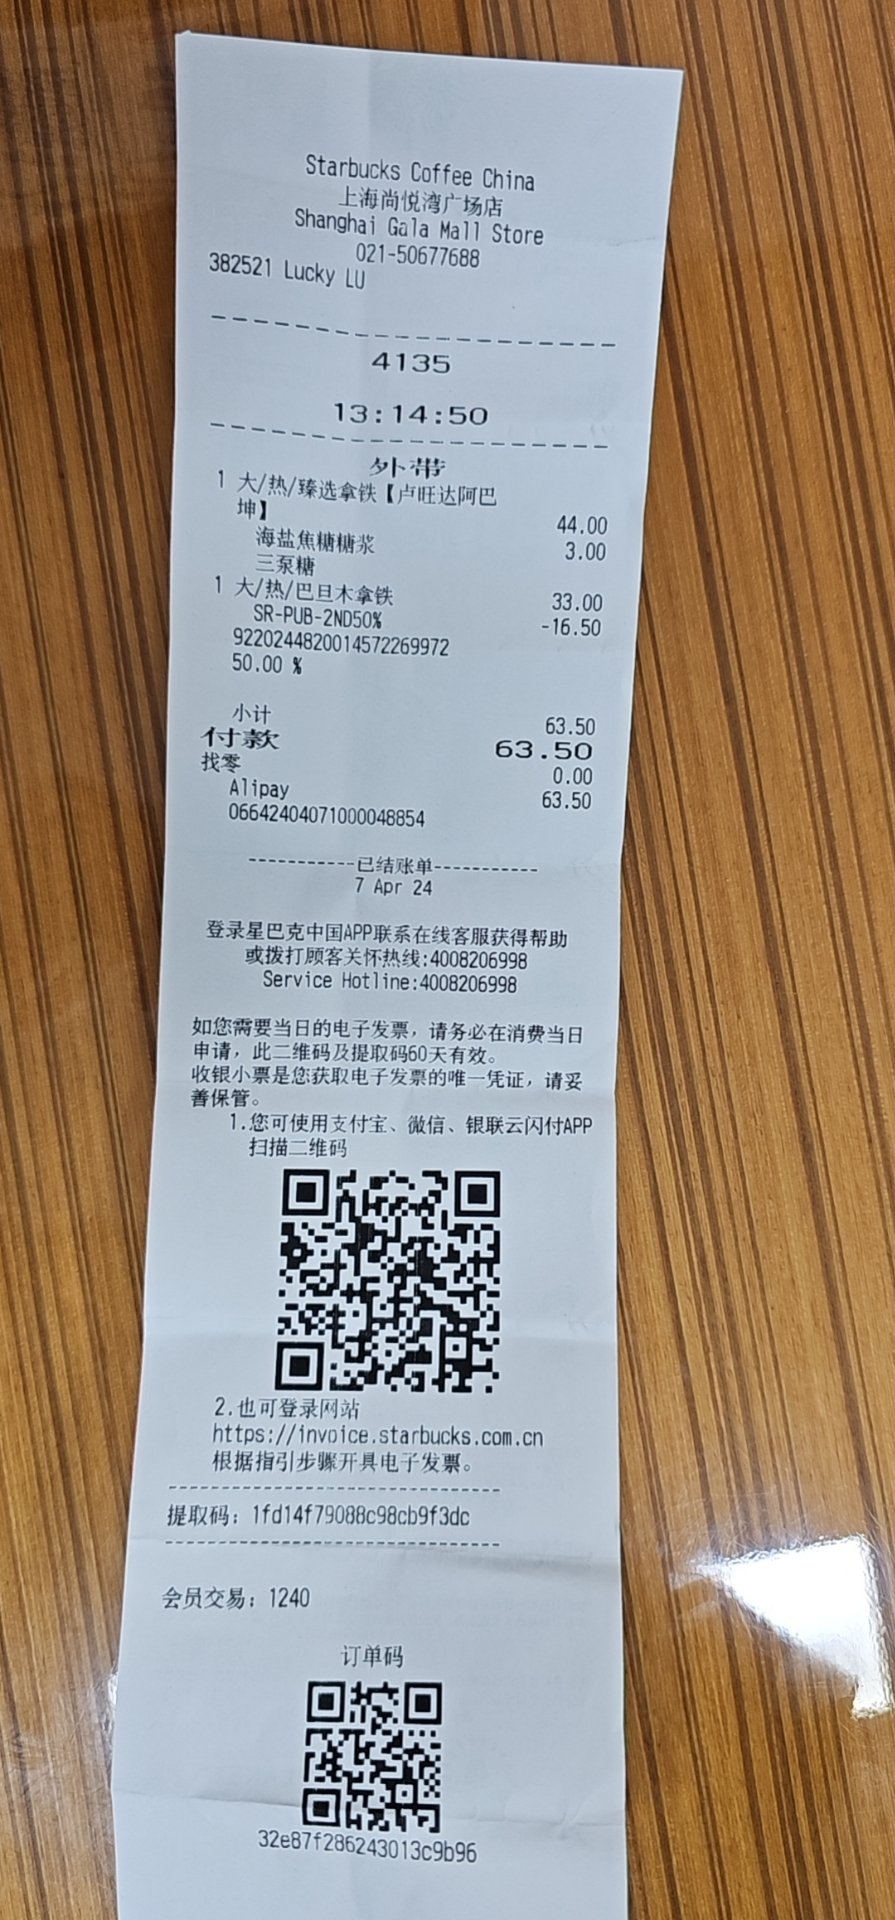 Starbucks Coffee China
上海尚悦湾广场店
Shanghai Gala Mall Store
021-50677688
382521 Lucky LU
4135
13:14:50
外带
1 大/热/臻选拿铁【卢旺达阿巴
坤】 44.00
海盐焦糖糖浆 3.00
三泵糖
1 大/热/巴旦木拿铁 33.00
SR-PUB-2ND50% -16.50
9220244820014572269972
50.00 %
小计 63.50
付款 63.50
找零 0.00
Alipay 63.50
06642404071000048854
-----------已结账单-----------
7 Apr 24
登录星巴克中国APP联系在线客服获得帮助
或拨打顾客关怀热线:4008206998
Service Hotline:4008206998
如您需要当日的电子发票，请务必在消费当日
申请，此二维码及提取码60天有效。
收银小票是您获取电子发票的唯一凭证，请妥
善保管。
1.您可使用支付宝、微信、银联云闪付APP
扫描二维码
2.也可登录网站
https://invoice.starbucks.com.cn
根据指引步骤开具电子发票。
提取码：1fd14f79088c98cb9f3dc
会员交易：1240
订单码
32e87f286243013c9b96